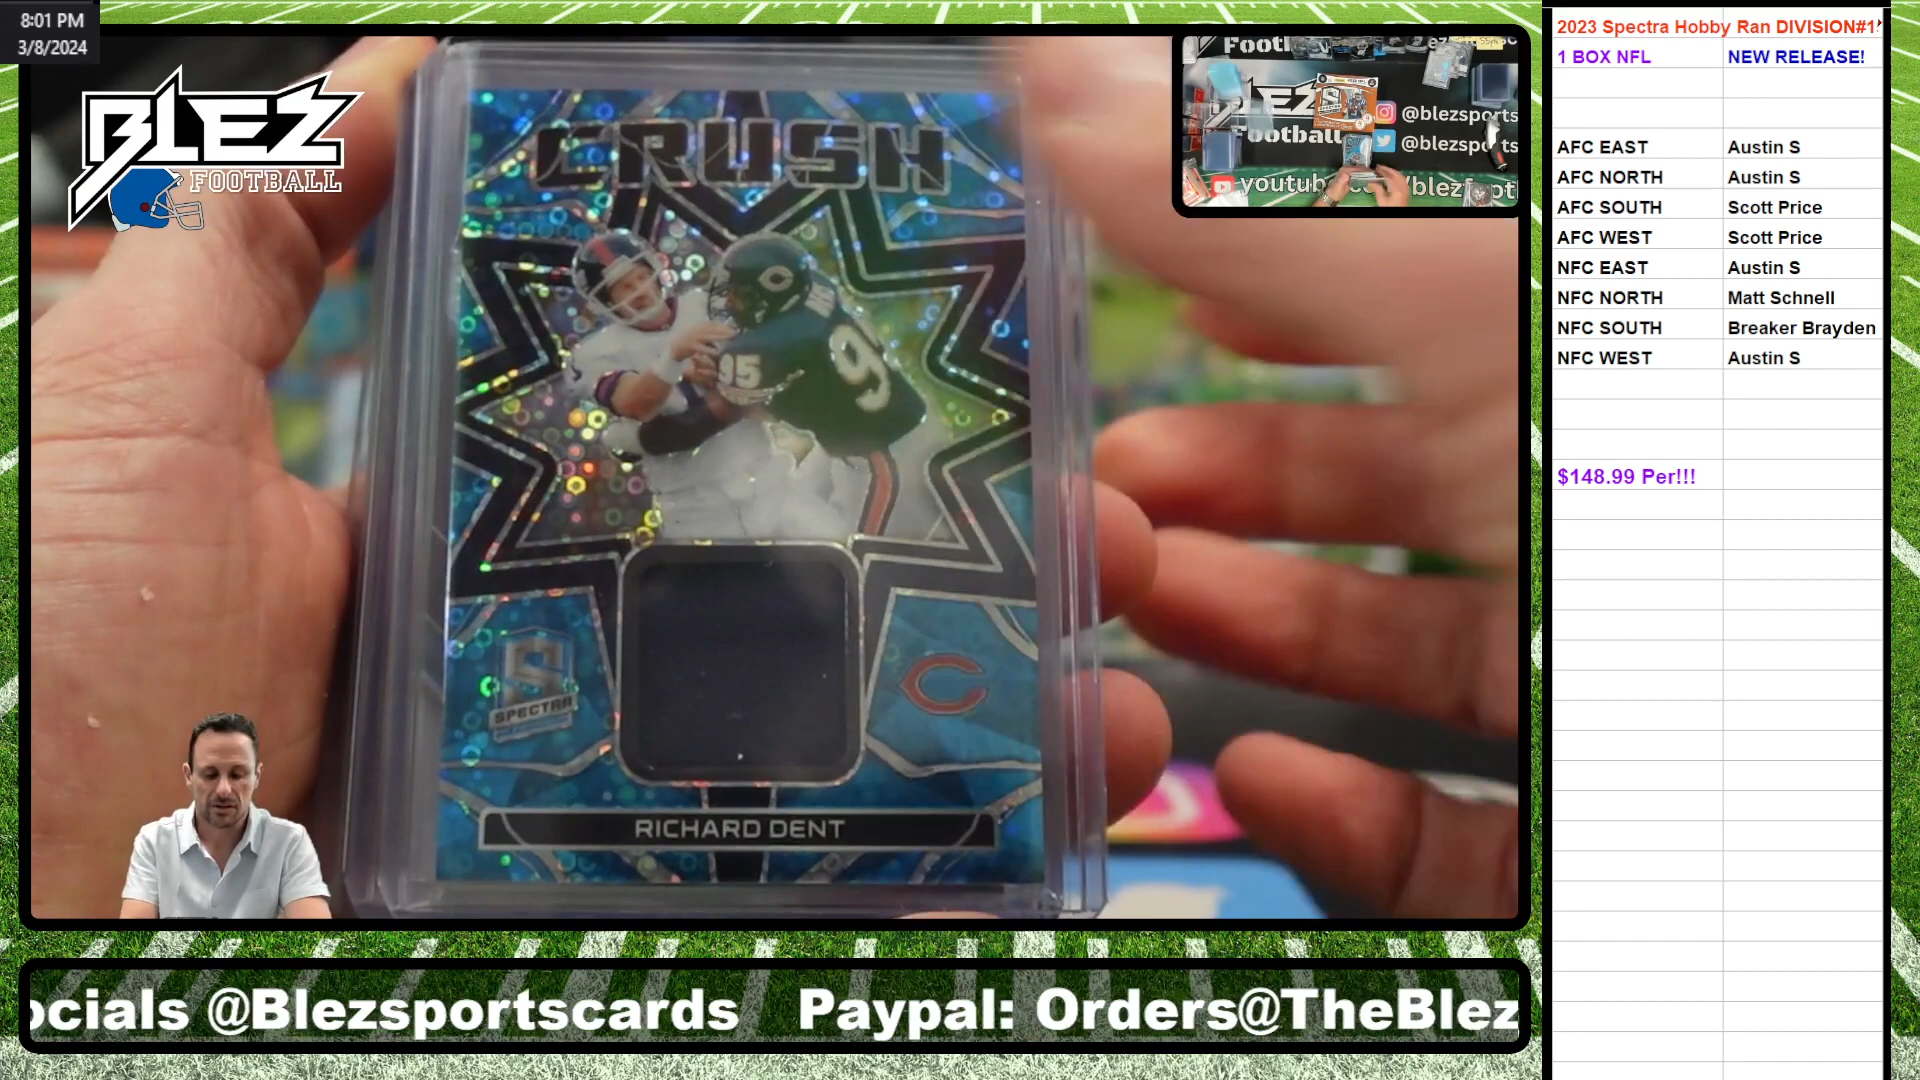 8:01 PM
3/8/2024
BLEZ
FOOTBALL
CRUSH
95
SPECTRA
RICHARD DENT
BLEZ
Football
@blezsports
@blezsports
ocials @Blezsportscards Paypal: Orders@TheBlez
2023 Spectra Hobby Ran DIVISION#1
1 BOX NFL NEW RELEASE!
AFC EAST Austin S
AFC NORTH Austin S
AFC SOUTH Scott Price
AFC WEST Scott Price
NFC EAST Austin S
NFC NORTH Matt Schnell
NFC SOUTH Breaker Brayden
NFC WEST Austin S
$148.99 Per!!!